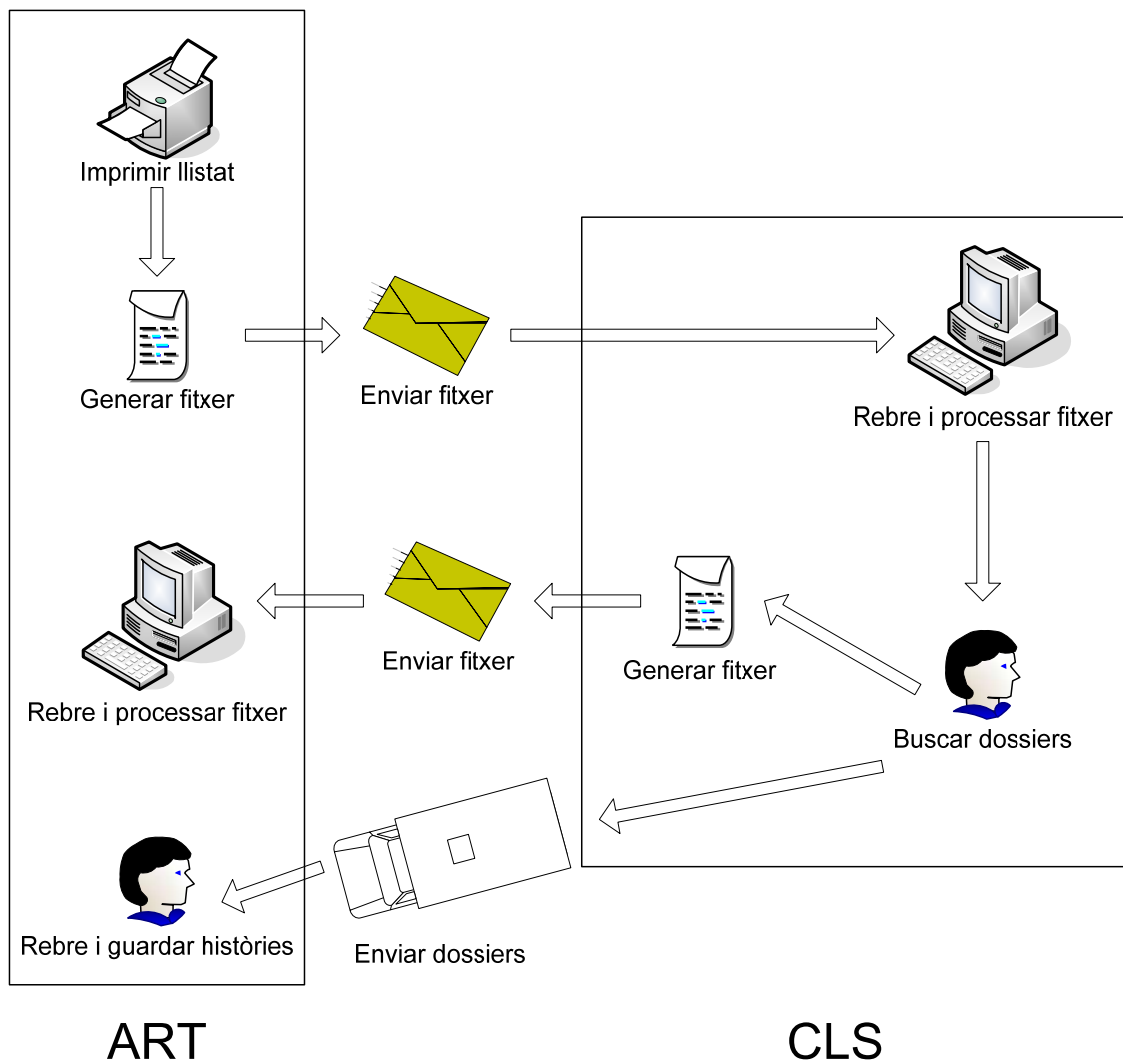 Imprimir llistat
Generar fitxer
Enviar fitxer
Rebre i processar fitxer
Rebre i processar fitxer
Enviar fitxer
Generar fitxer
Buscar dossiers
Rebre i guardar històries
Enviar dossiers
ART
CLS